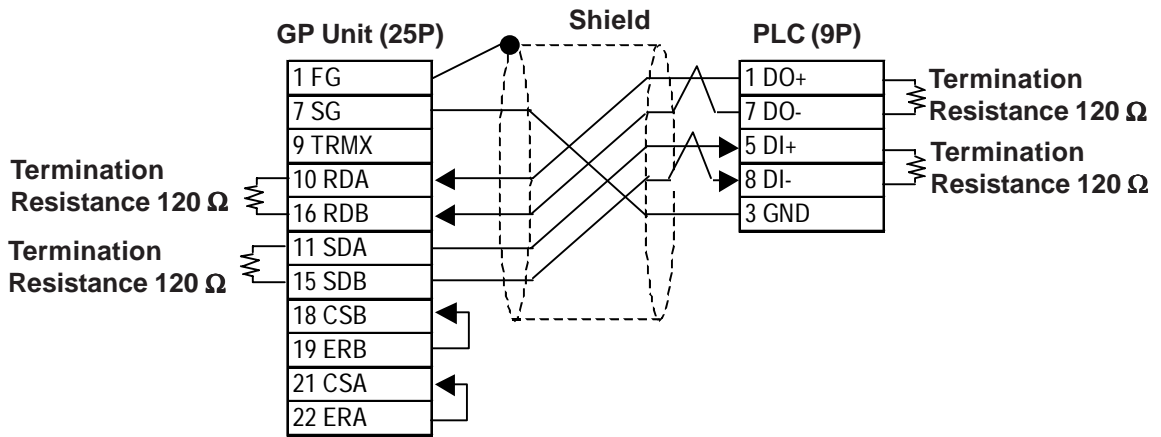 Shield
GP Unit (25P)
PLC (9P)
1 FG
7 SG
9 TRMX
10 RDA
16 RDB
11 SDA
15 SDB
18 CSB
19 ERB
21 CSA
22 ERA
Termination
Resistance 120 Ω
Termination
Resistance 120 Ω
1 DO+
7 DO-
5 DI+
8 DI-
3 GND
Termination
Resistance 120 Ω
Termination
Resistance 120 Ω